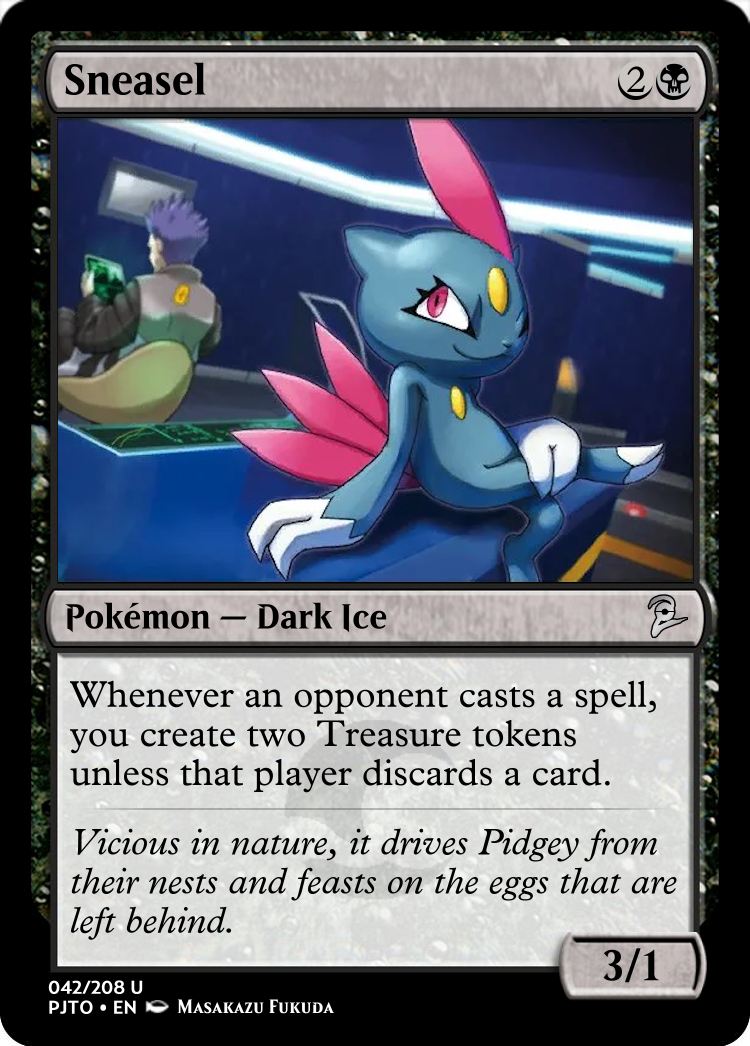 Sneasel 2
Pokémon — Dark Ice
Whenever an opponent casts a spell,
you create two Treasure tokens
unless that player discards a card.
Vicious in nature, it drives Pidgey from
their nests and feasts on the eggs that are
left behind.
3/1
042/208 U
PJTO • EN Masakazu Fukuda